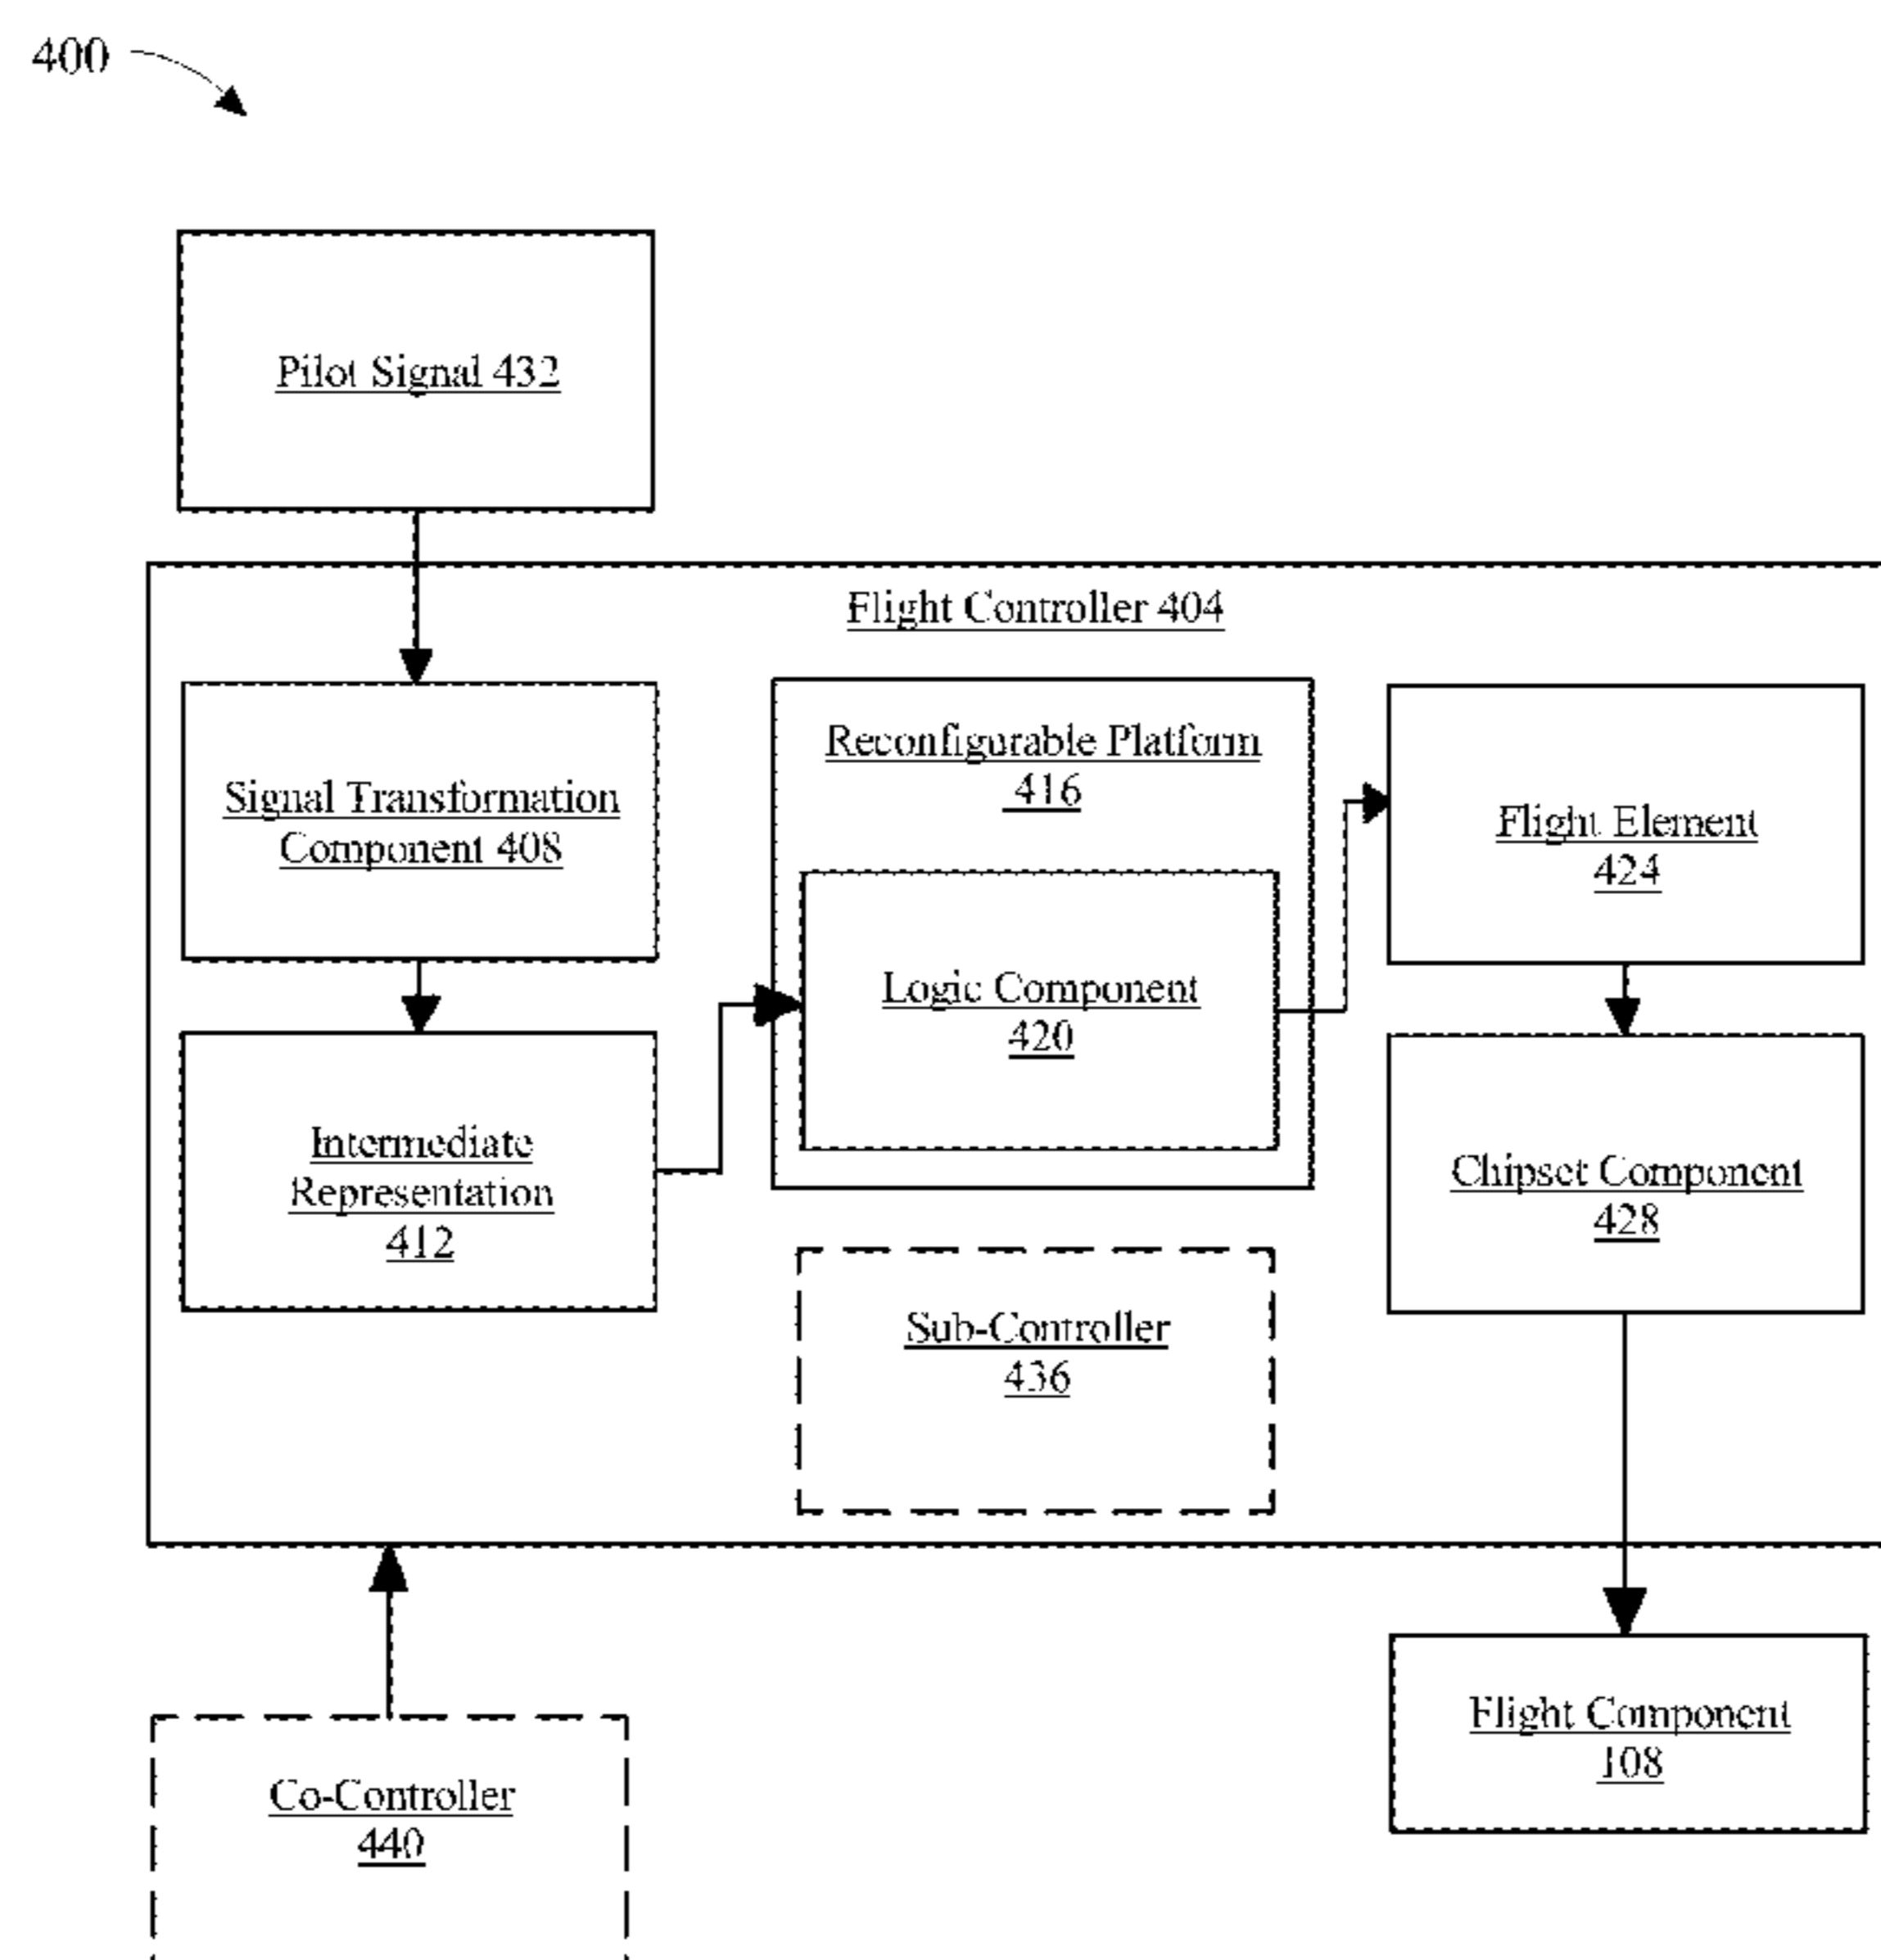 400
Pilot Signal 432
Flight Controller 404
Signal Transformation
Component 408
Reconfigurable Platform
416
Flight Element
424
Logic Component
420
Intermediate
Representation
412
Chipset Component
428
Sub-Controller
436
Flight Component
108
Co-Controller
440